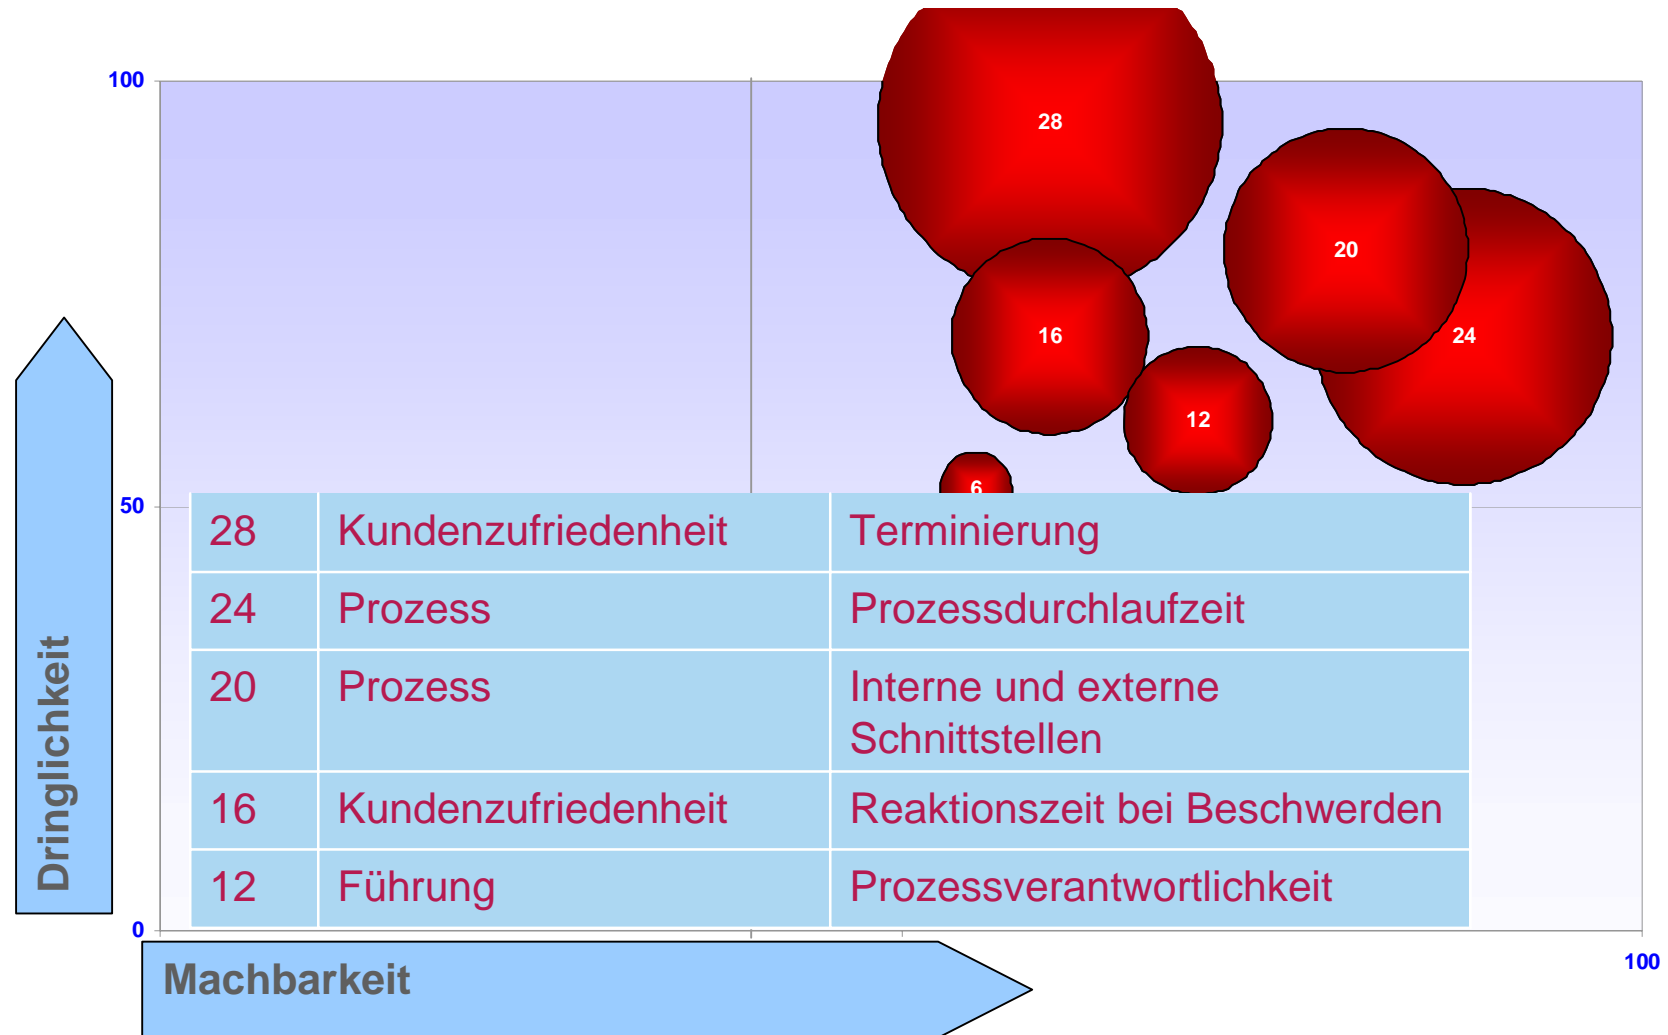 100
28
20
16
24
12
6
50
28 Kundenzufriedenheit Terminierung
24 Prozess Prozessdurchlaufzeit
20 Prozess Interne und externe
Schnittstellen
16 Kundenzufriedenheit Reaktionszeit bei Beschwerden
12 Führung Prozessverantwortlichkeit
Dringlichkeit
0
100
Machbarkeit